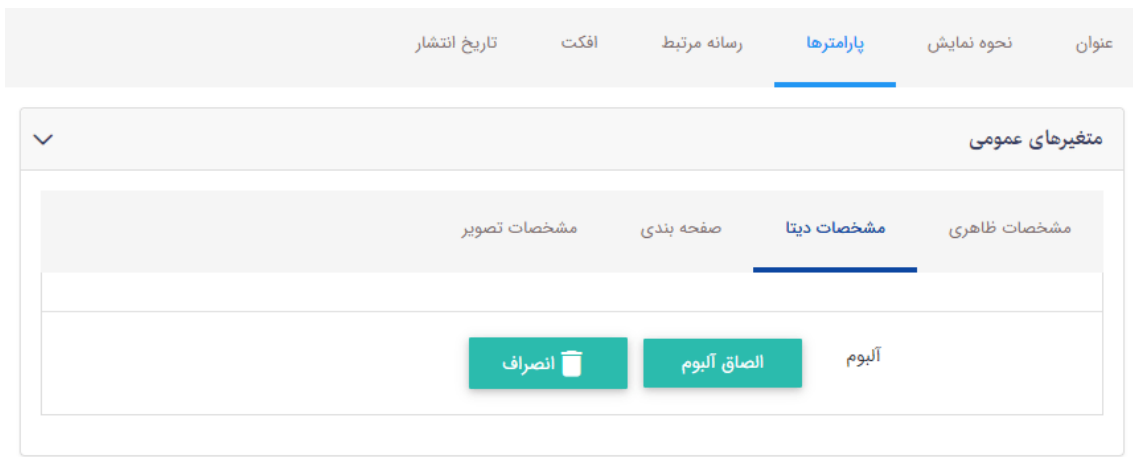 عنوان نحوه نمایش پارامترها رسانه مرتبط افکت تاریخ انتشار
متغیرهای عمومی
مشخصات ظاهری مشخصات دیتا صفحه بندی مشخصات تصویر
آلبوم الصاق آلبوم انصراف